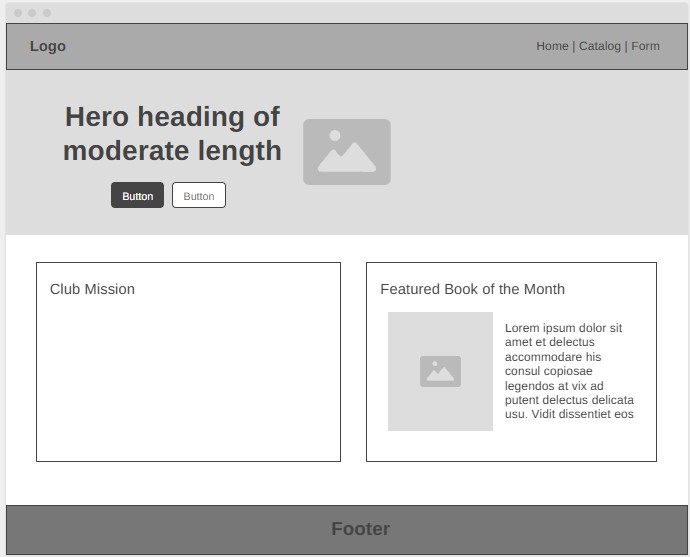 Logo
Home | Catalog | Form
Hero heading of
moderate length
Button
Button
Club Mission
Featured Book of the Month
Lorem ipsum dolor sit
amet et delectus
accommodare his
consul copiosae
legendos at vix ad
putent delectus delicata
usu. Vidit dissentiet eos
Footer